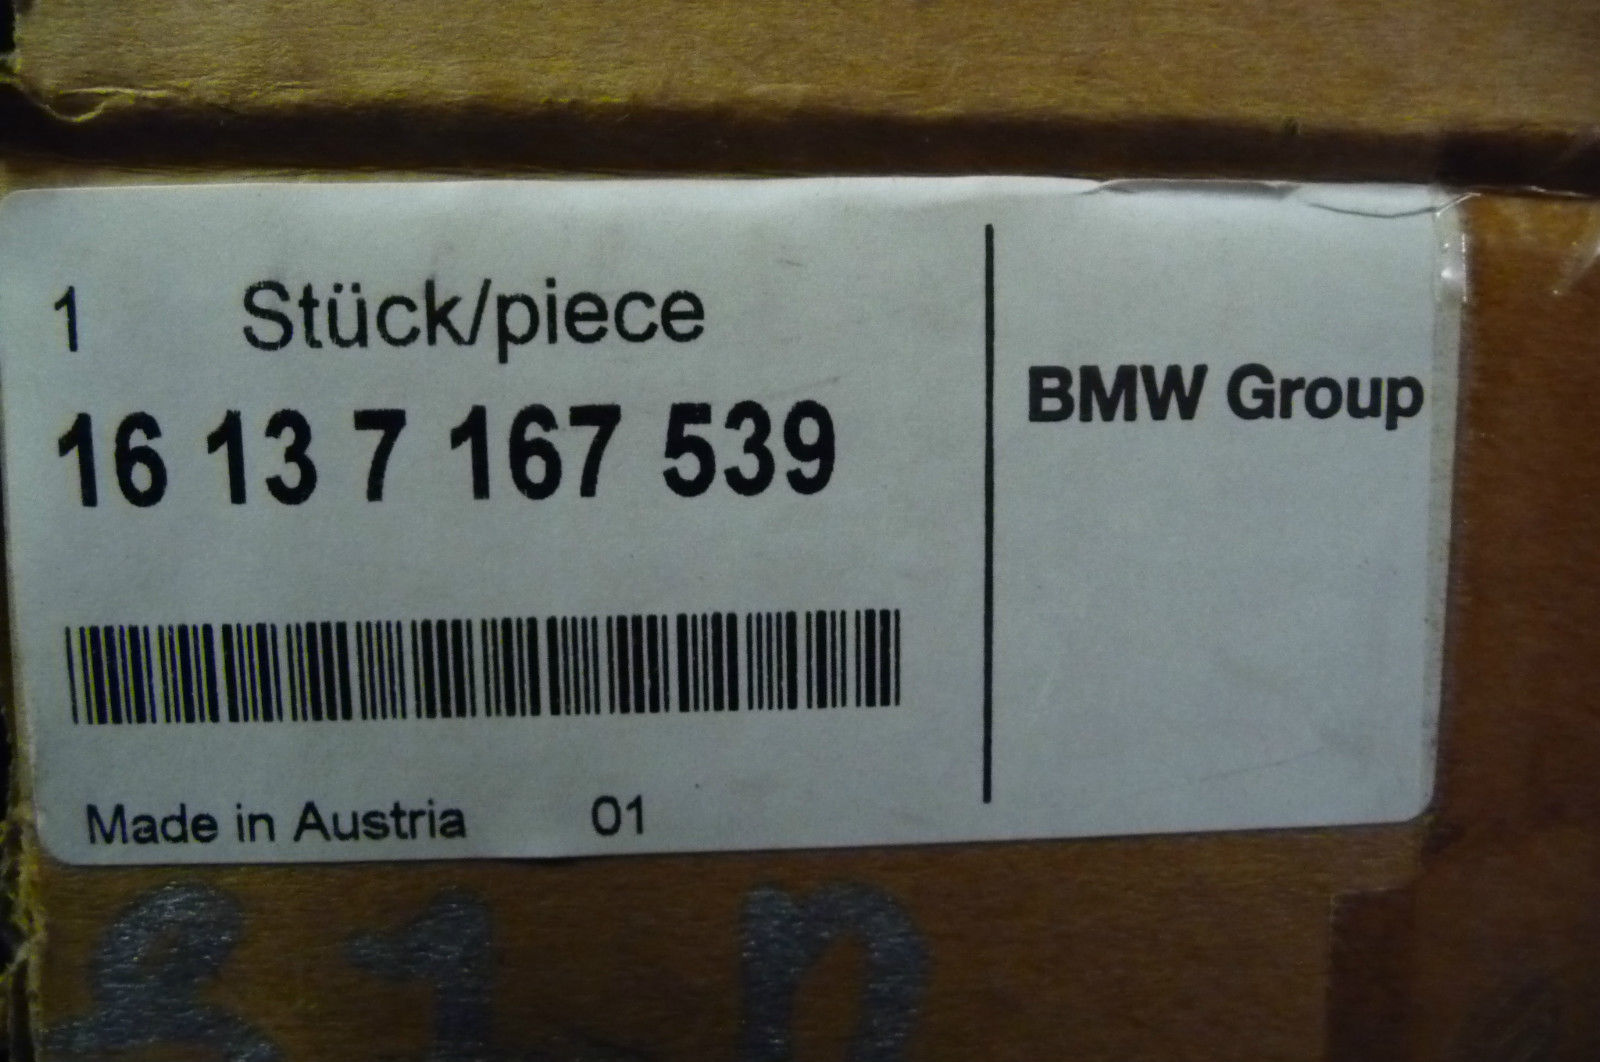 1 Stück/piece
16 13 7 167 539
BMW Group
Made in Austria 01